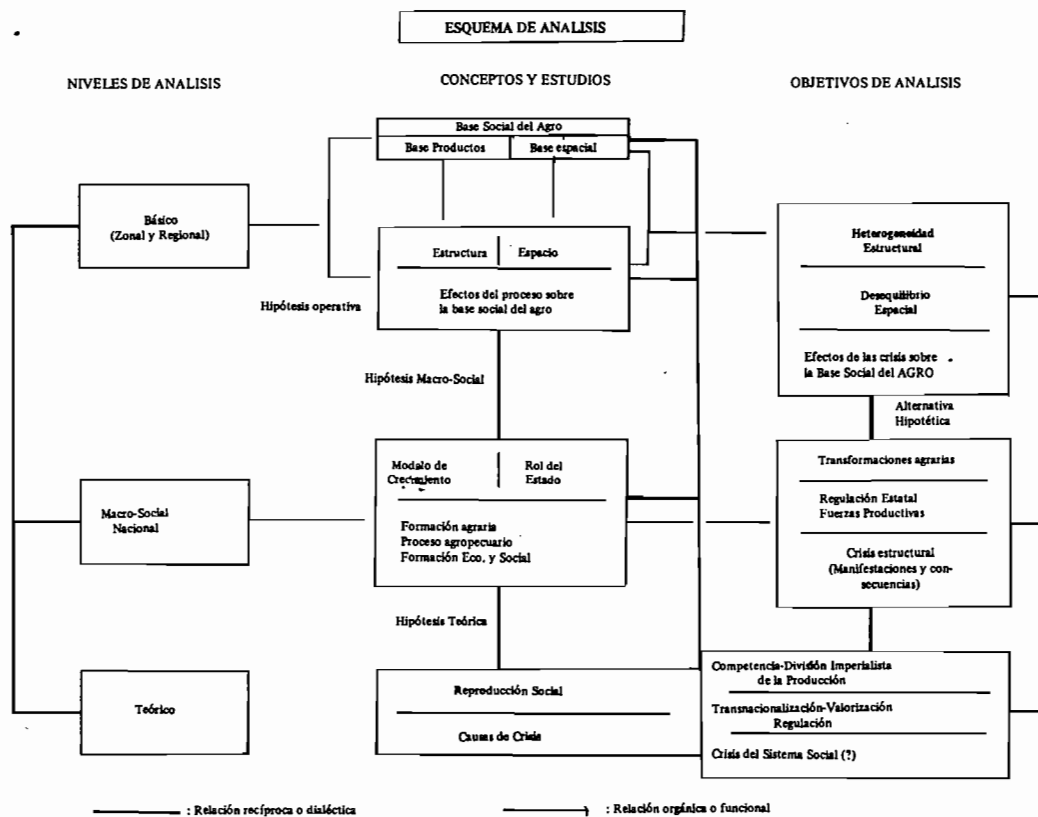 ESQUEMA DE ANALISIS
NIVELES DE ANALISIS
CONCEPTOS Y ESTUDIOS
OBJETIVOS DE ANALISIS
Base Social del Agro
Base Productos
Base espacial
Básico
(Zonal y Regional)
Estructura
Espacio
Efectos del proceso sobre
la base social del agro
Hipótesis operativa
Heterogeneidad
Estructural
Desequilibrio
Espacial
Efectos de las crisis sobre
la Base Social del AGRO
Hipótesis Macro-Social
Alternativa
Hipotética
Macro-Social
Nacional
Modalo de
Crecimiento
Rol del
Estado
Formación agraria
Proceso agropecuario
Formación Eco. y Social
Transformaciones agrarias
Regulación Estatal
Fuerzas Productivas
Crisis estructural
(Manifestaciones y con-
secuencias)
Hipótesis Teórica
Teórico
Reproducción Social
Causas de Crisis
Competencia-División Imperialista
de la Producción
Transnacionalización-Valorización
Regulación
Crisis del Sistema Social (?)
: Relación recíproca o dialéctica
: Relación orgánica o funcional